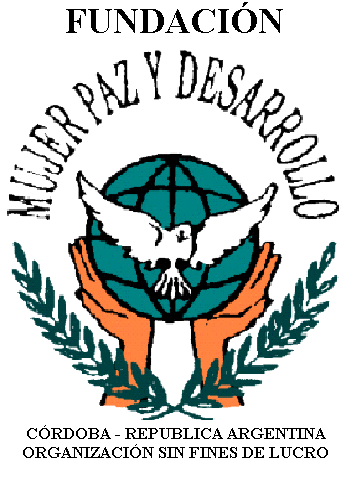 FUNDACIÓN
MUJER PAZ Y DESARROLLO
CÓRDOBA - REPUBLICA ARGENTINA
ORGANIZACIÓN SIN FINES DE LUCRO